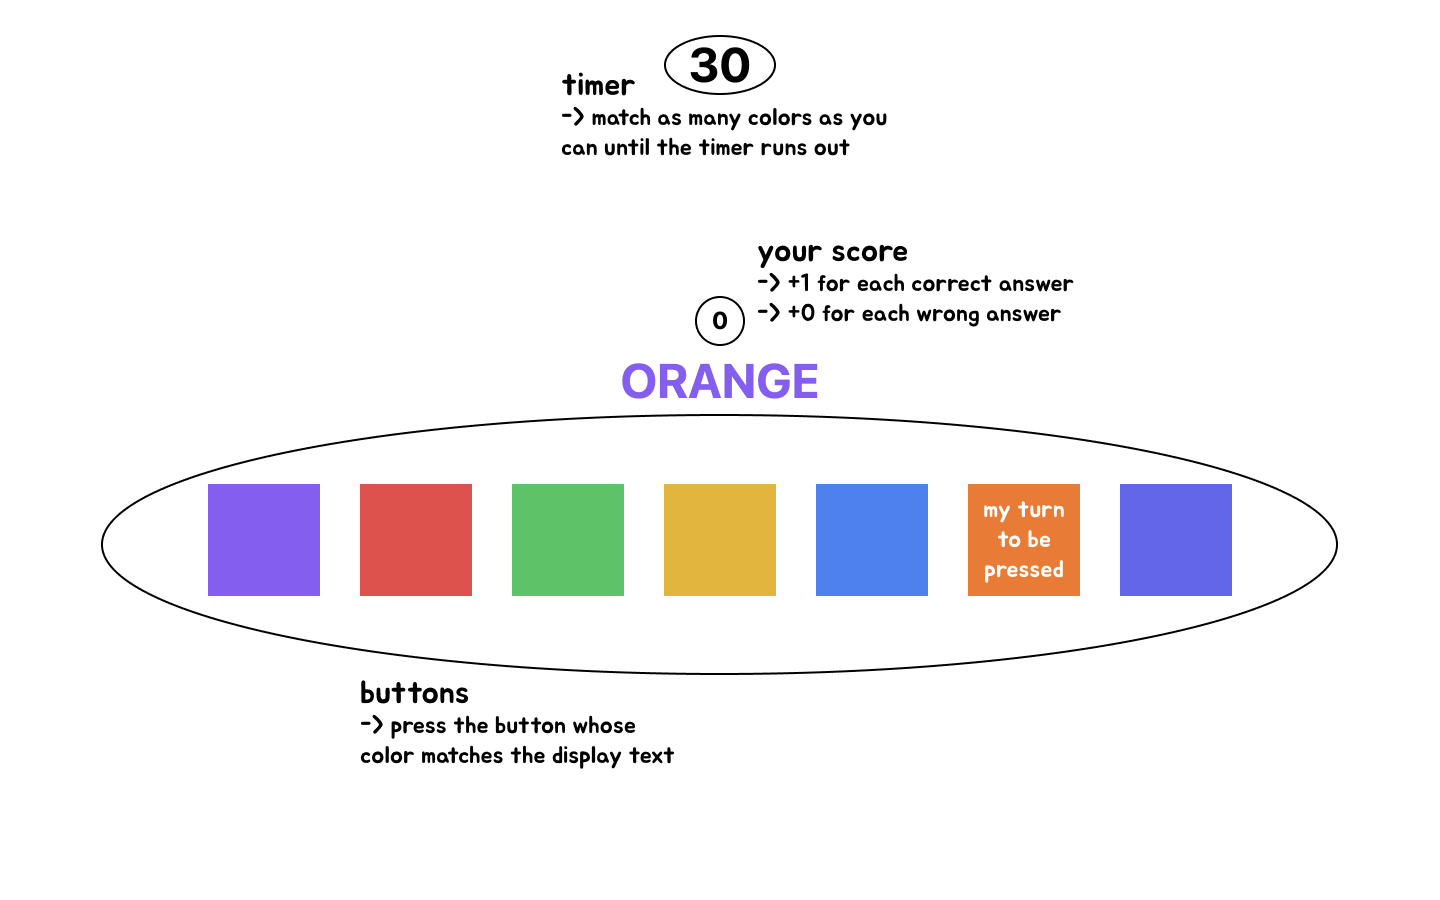 30
timer
-> match as many colors as you
can until the timer runs out
your score
-> +1 for each correct answer
-> +0 for each wrong answer
0
ORANGE
my turn
to be
pressed
buttons
-> press the button whose
color matches the display text